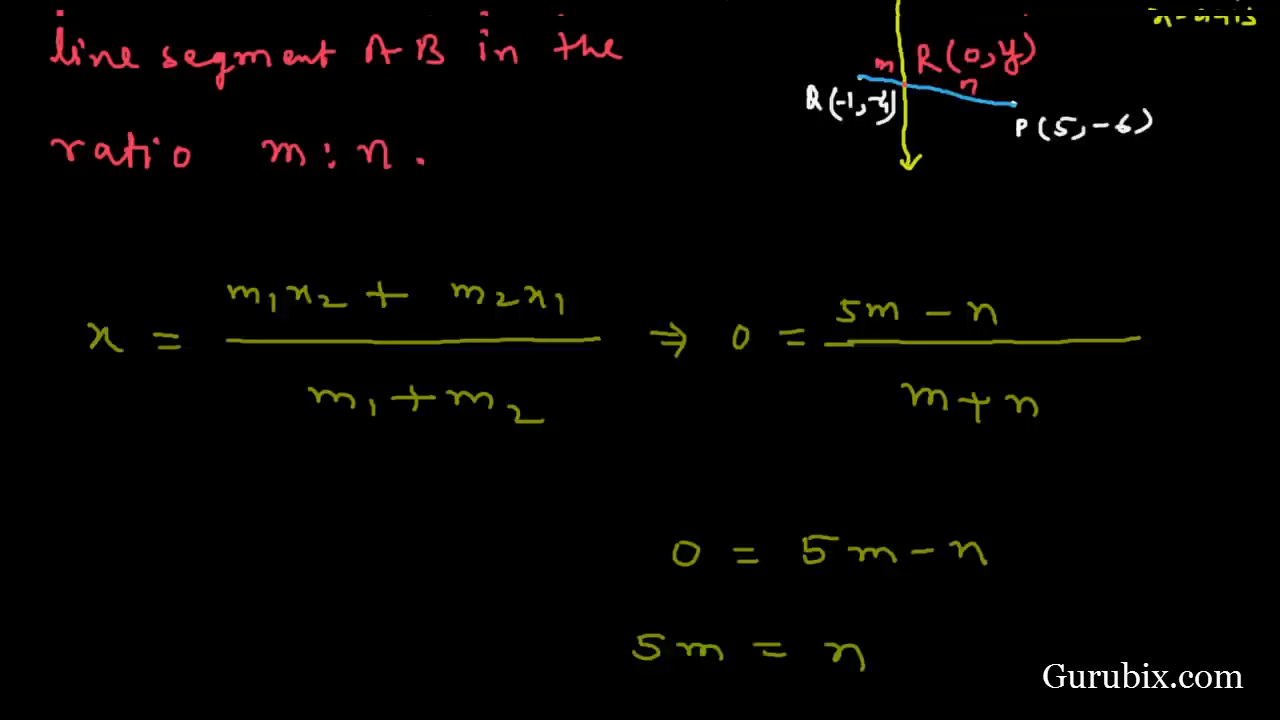 line segment AB in the
ratio m : n .
m R(0,y)
n
R(-1,-4)
P(5,-6)
x = m₁x₂ + m₂x₁ / m₁ + m₂ ⇒ 0 = 5m - n / m + n
0 = 5m - n
5m = n
Gurubix.com